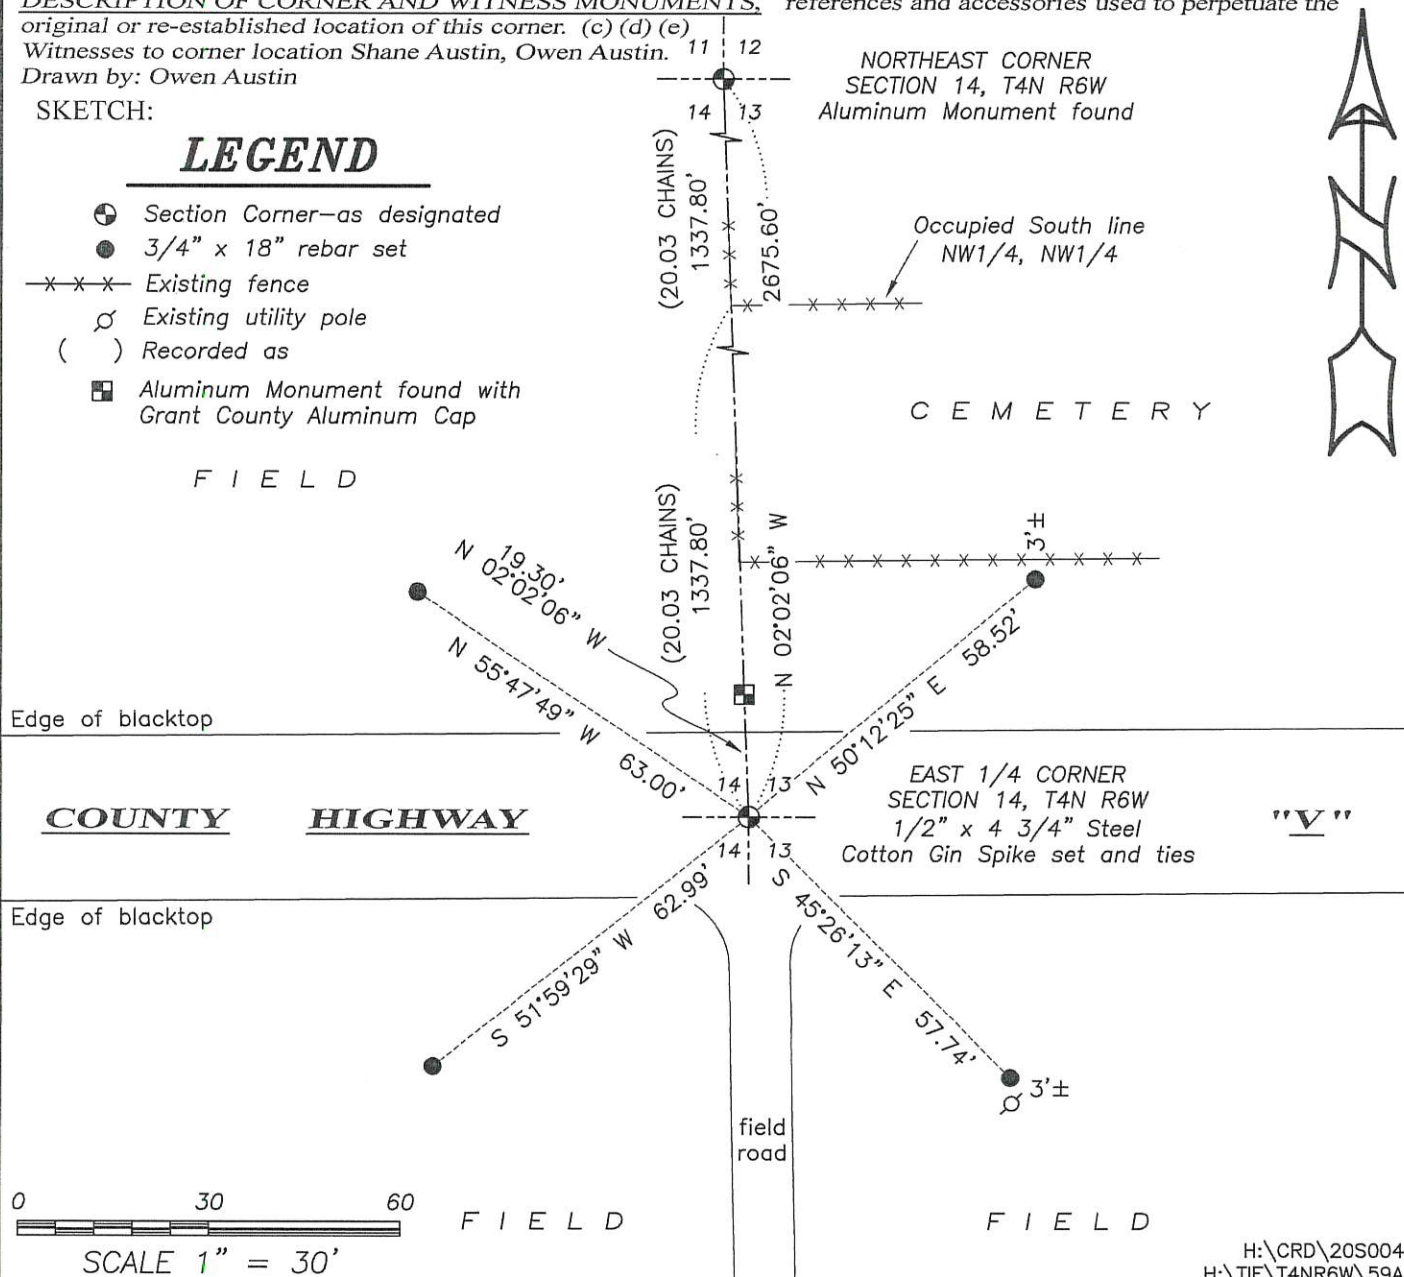 DESCRIPTION OF CORNER AND WITNESS MONUMENTS, references and accessories used to perpetuate the
original or re-established location of this corner. (c) (d) (e)
Witnesses to corner location Shane Austin, Owen Austin.
Drawn by: Owen Austin
SKETCH:
LEGEND
Section Corner-as designated
3/4" x 18" rebar set
Existing fence
Existing utility pole
( ) Recorded as
Aluminum Monument found with
Grant County Aluminum Cap
11 12
14 13
NORTHEAST CORNER
SECTION 14, T4N R6W
Aluminum Monument found
N
(20.03 CHAINS)
1337.80'
2675.60'
Occupied South line
NW1/4, NW1/4
CEMETERY
FIELD
(20.03 CHAINS)
1337.80'
N 02°02'06" W
19.30'
N 02°02'06" W
3'±
N 55°47'49" W 63.00'
N 50°12'25" E 58.52'
Edge of blacktop
14 13
COUNTY HIGHWAY "V"
EAST 1/4 CORNER
SECTION 14, T4N R6W
1/2" x 4 3/4" Steel
Cotton Gin Spike set and ties
14 13
Edge of blacktop
S 51°59'29" W 62.99'
S 45°26'13" E 57.74'
3'±
field
road
0 30 60
SCALE 1" = 30'
FIELD
FIELD
H:\CRD\20S004
H:\TIF\T4NR6W\59A